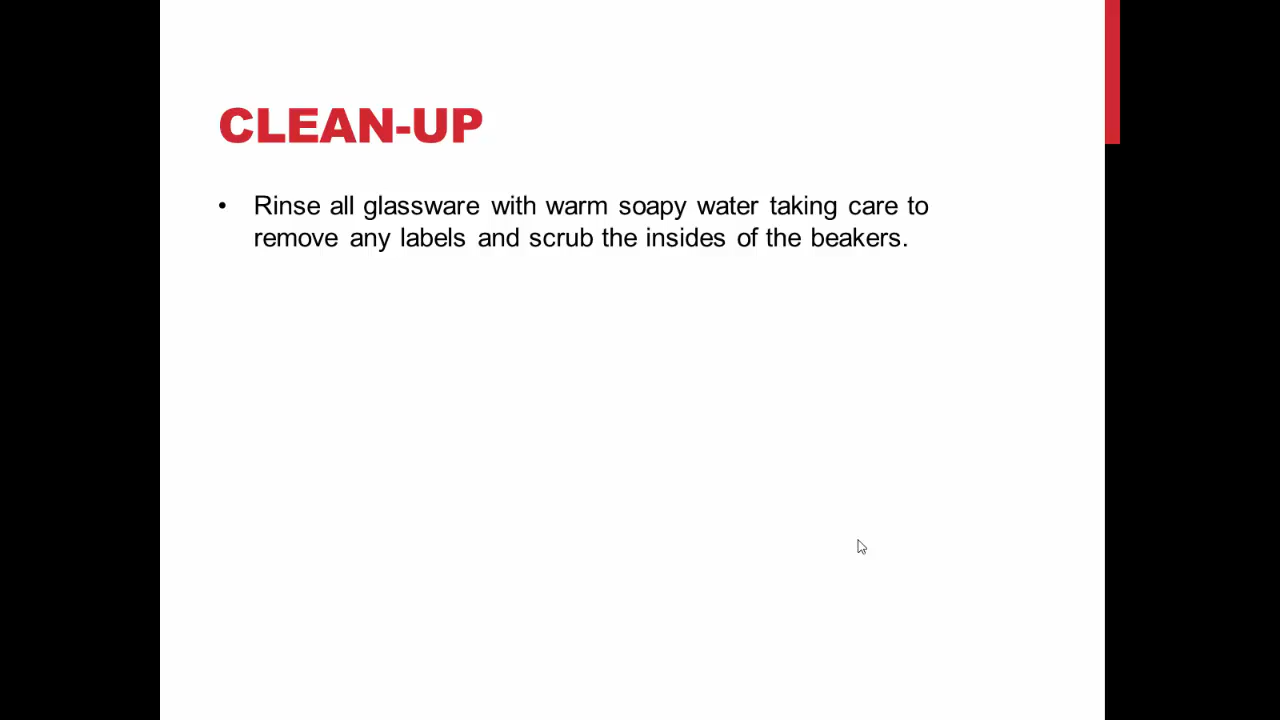 CLEAN-UP
• Rinse all glassware with warm soapy water taking care to
remove any labels and scrub the insides of the beakers.